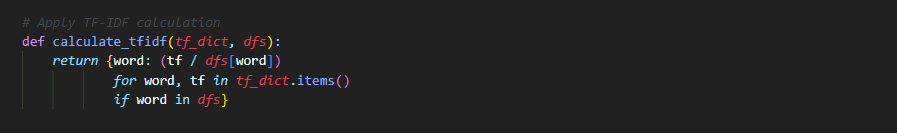 # Apply TF-IDF calculation
def calculate_tfidf(tf_dict, dfs):
    return {word: (tf / dfs[word])
            for word, tf in tf_dict.items()
            if word in dfs}